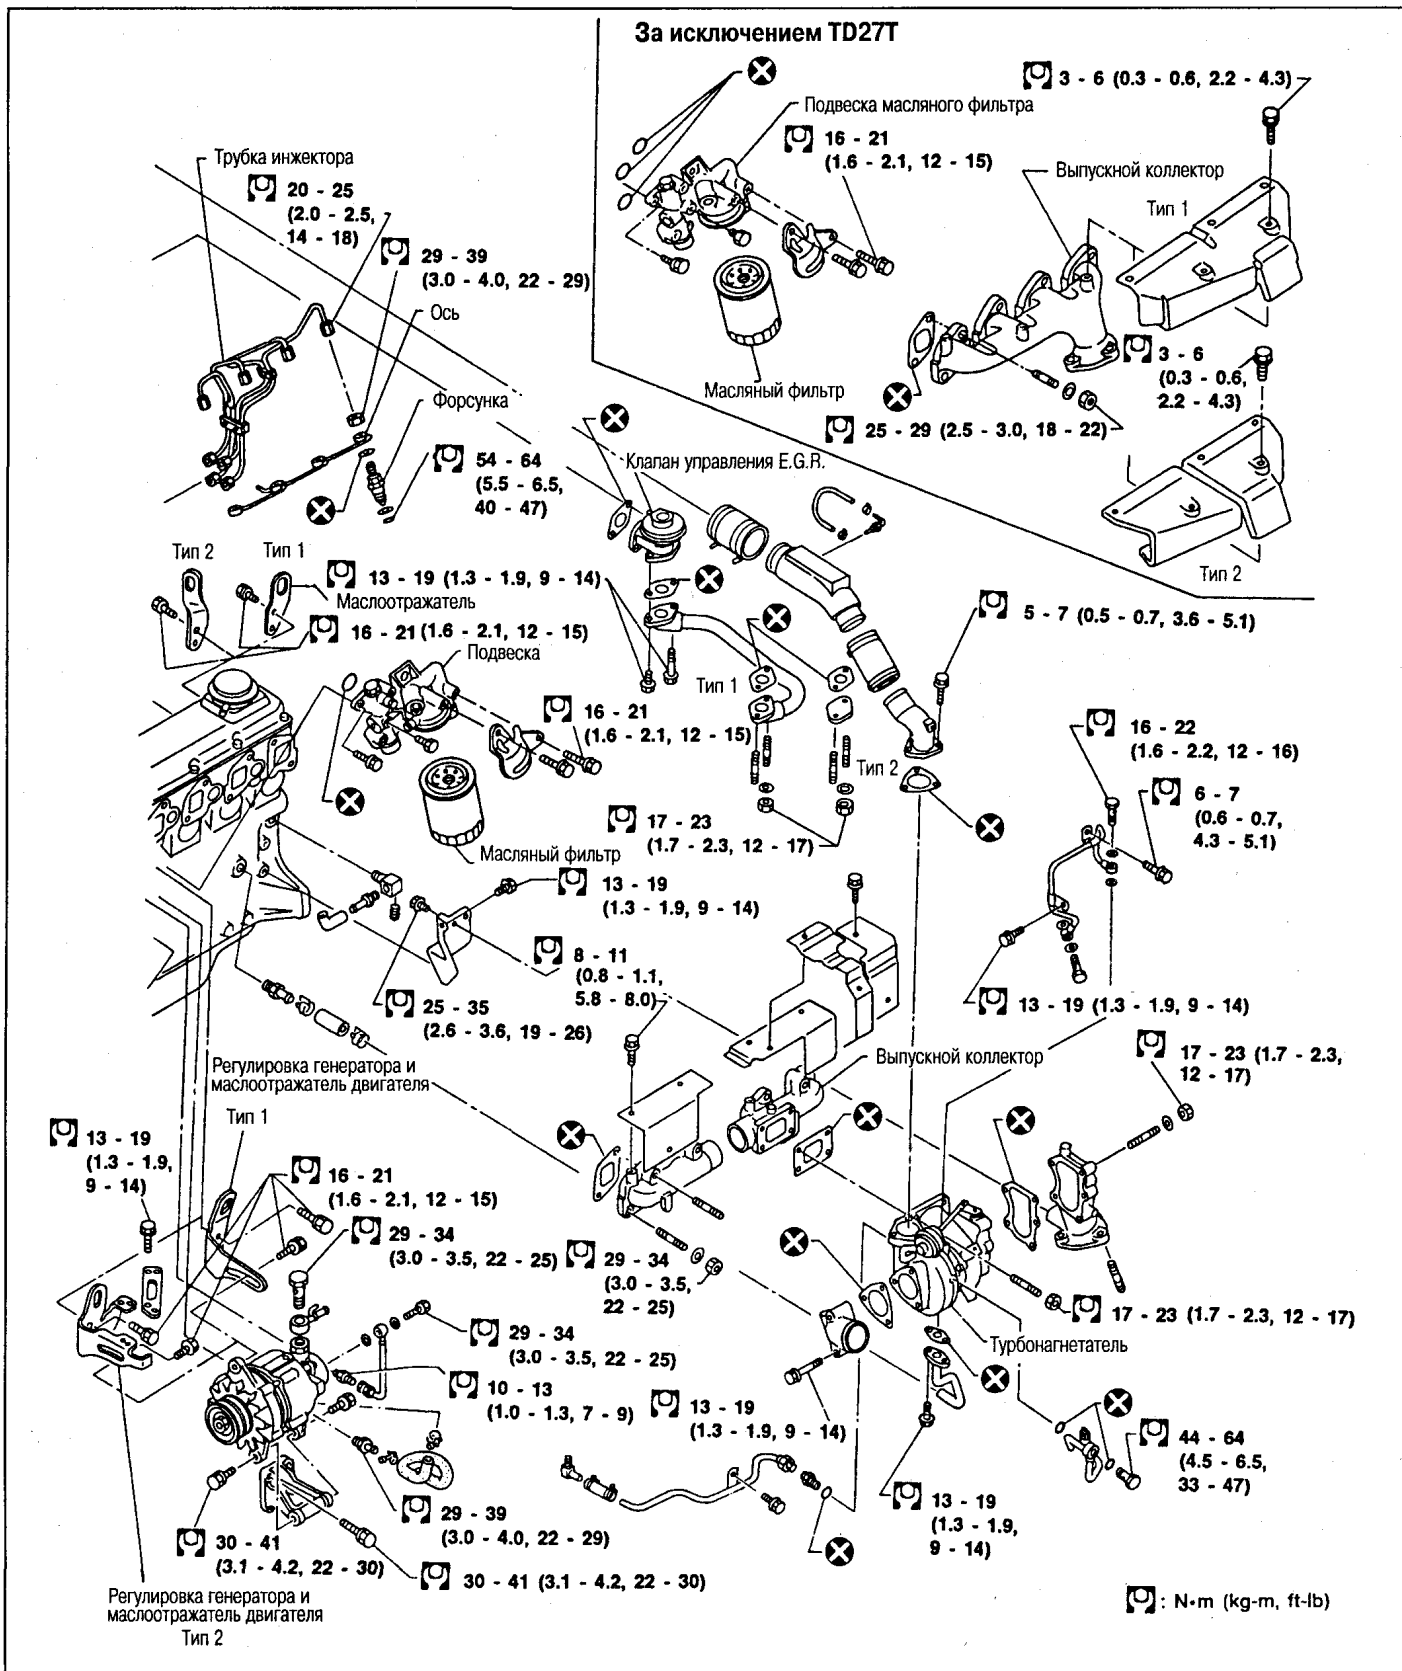 За исключением TD27T
3 - 6 (0.3 - 0.6, 2.2 - 4.3)
Подвеска масляного фильтра
16 - 21
(1.6 - 2.1, 12 - 15)
Выпускной коллектор
Тип 1
Масляный фильтр
3 - 6
(0.3 - 0.6,
2.2 - 4.3)
25 - 29 (2.5 - 3.0, 18 - 22)
Тип 2
Трубка инжектора
20 - 25
(2.0 - 2.5,
14 - 18)
29 - 39
(3.0 - 4.0, 22 - 29)
Ось
Форсунка
54 - 64
(5.5 - 6.5,
40 - 47)
Клапан управления E.G.R.
Тип 2
Тип 1
13 - 19 (1.3 - 1.9, 9 - 14)
Маслоотражатель
16 - 21 (1.6 - 2.1, 12 - 15)
Подвеска
5 - 7 (0.5 - 0.7, 3.6 - 5.1)
Тип 1
16 - 21
(1.6 - 2.1, 12 - 15)
Тип 2
16 - 22
(1.6 - 2.2, 12 - 16)
6 - 7
(0.6 - 0.7,
4.3 - 5.1)
17 - 23
(1.7 - 2.3, 12 - 17)
Масляный фильтр
13 - 19
(1.3 - 1.9, 9 - 14)
8 - 11
(0.8 - 1.1,
5.8 - 8.0)
25 - 35
(2.6 - 3.6, 19 - 26)
13 - 19 (1.3 - 1.9, 9 - 14)
Выпускной коллектор
17 - 23 (1.7 - 2.3,
12 - 17)
Регулировка генератора и
маслоотражатель двигателя
Тип 1
13 - 19
(1.3 - 1.9,
9 - 14)
16 - 21
(1.6 - 2.1, 12 - 15)
29 - 34
(3.0 - 3.5, 22 - 25)
29 - 34
(3.0 - 3.5,
22 - 25)
17 - 23 (1.7 - 2.3, 12 - 17)
29 - 34
(3.0 - 3.5, 22 - 25)
Турбонагнетатель
10 - 13
(1.0 - 1.3, 7 - 9)
13 - 19
(1.3 - 1.9, 9 - 14)
44 - 64
(4.5 - 6.5,
33 - 47)
29 - 39
(3.0 - 4.0, 22 - 29)
13 - 19
(1.3 - 1.9,
9 - 14)
30 - 41
(3.1 - 4.2, 22 - 30)
30 - 41 (3.1 - 4.2, 22 - 30)
Регулировка генератора и
маслоотражатель двигателя
Тип 2
: N•m (kg-m, ft-lb)